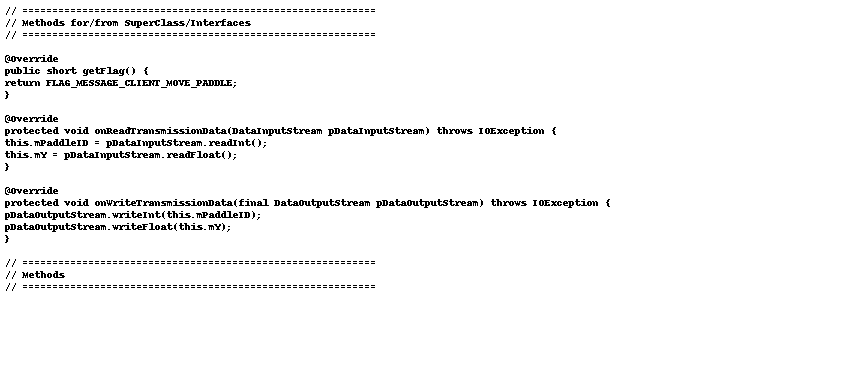 // ===========================================================
// Methods for/from SuperClass/Interfaces
// ===========================================================
@Override
public short getFlag() {
return FLAG_MESSAGE_CLIENT_MOVE_PADDLE;
}
@Override
protected void onReadTransmissionData(DataInputStream pDataInputStream) throws IOException {
this.mPaddleID = pDataInputStream.readInt();
this.mY = pDataInputStream.readFloat();
}
@Override
protected void onWriteTransmissionData(final DataOutputStream pDataOutputStream) throws IOException {
pDataOutputStream.writeInt(this.mPaddleID);
pDataOutputStream.writeFloat(this.mY);
}
// ===========================================================
// Methods
// ===========================================================